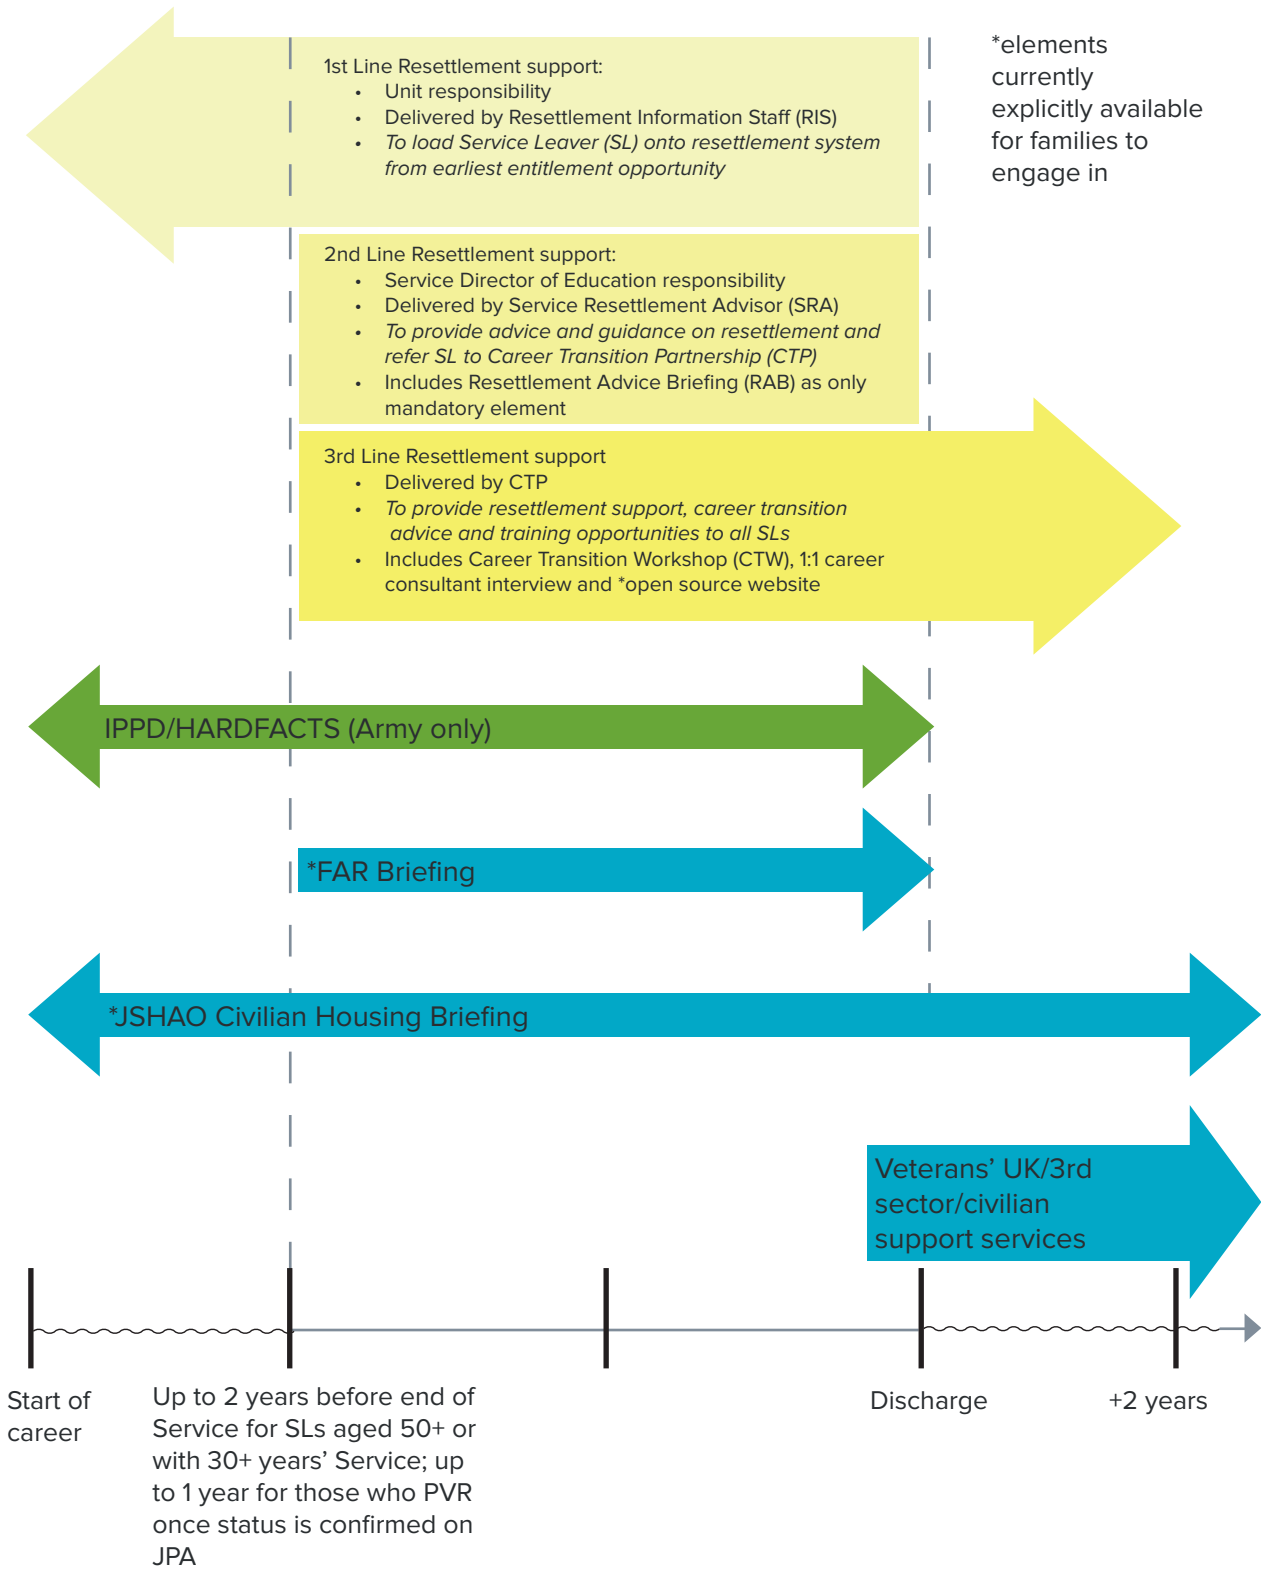 1st Line Resettlement support:
• Unit responsibility
• Delivered by Resettlement Information Staff (RIS)
• To load Service Leaver (SL) onto resettlement system
from earliest entitlement opportunity
*elements
currently
explicitly available
for families to
engage in
2nd Line Resettlement support:
• Service Director of Education responsibility
• Delivered by Service Resettlement Advisor (SRA)
• To provide advice and guidance on resettlement and
refer SL to Career Transition Partnership (CTP)
• Includes Resettlement Advice Briefing (RAB) as only
mandatory element
3rd Line Resettlement support
• Delivered by CTP
• To provide resettlement support, career transition
advice and training opportunities to all SLs
• Includes Career Transition Workshop (CTW), 1:1 career
consultant interview and *open source website
IPPD/HARDFACTS (Army only)
*FAR Briefing
*JSHAO Civilian Housing Briefing
Veterans’ UK/3rd
sector/civilian
support services
Start of
career
Up to 2 years before end of
Service for SLs aged 50+ or
with 30+ years’ Service; up
to 1 year for those who PVR
once status is confirmed on
JPA
Discharge
+2 years